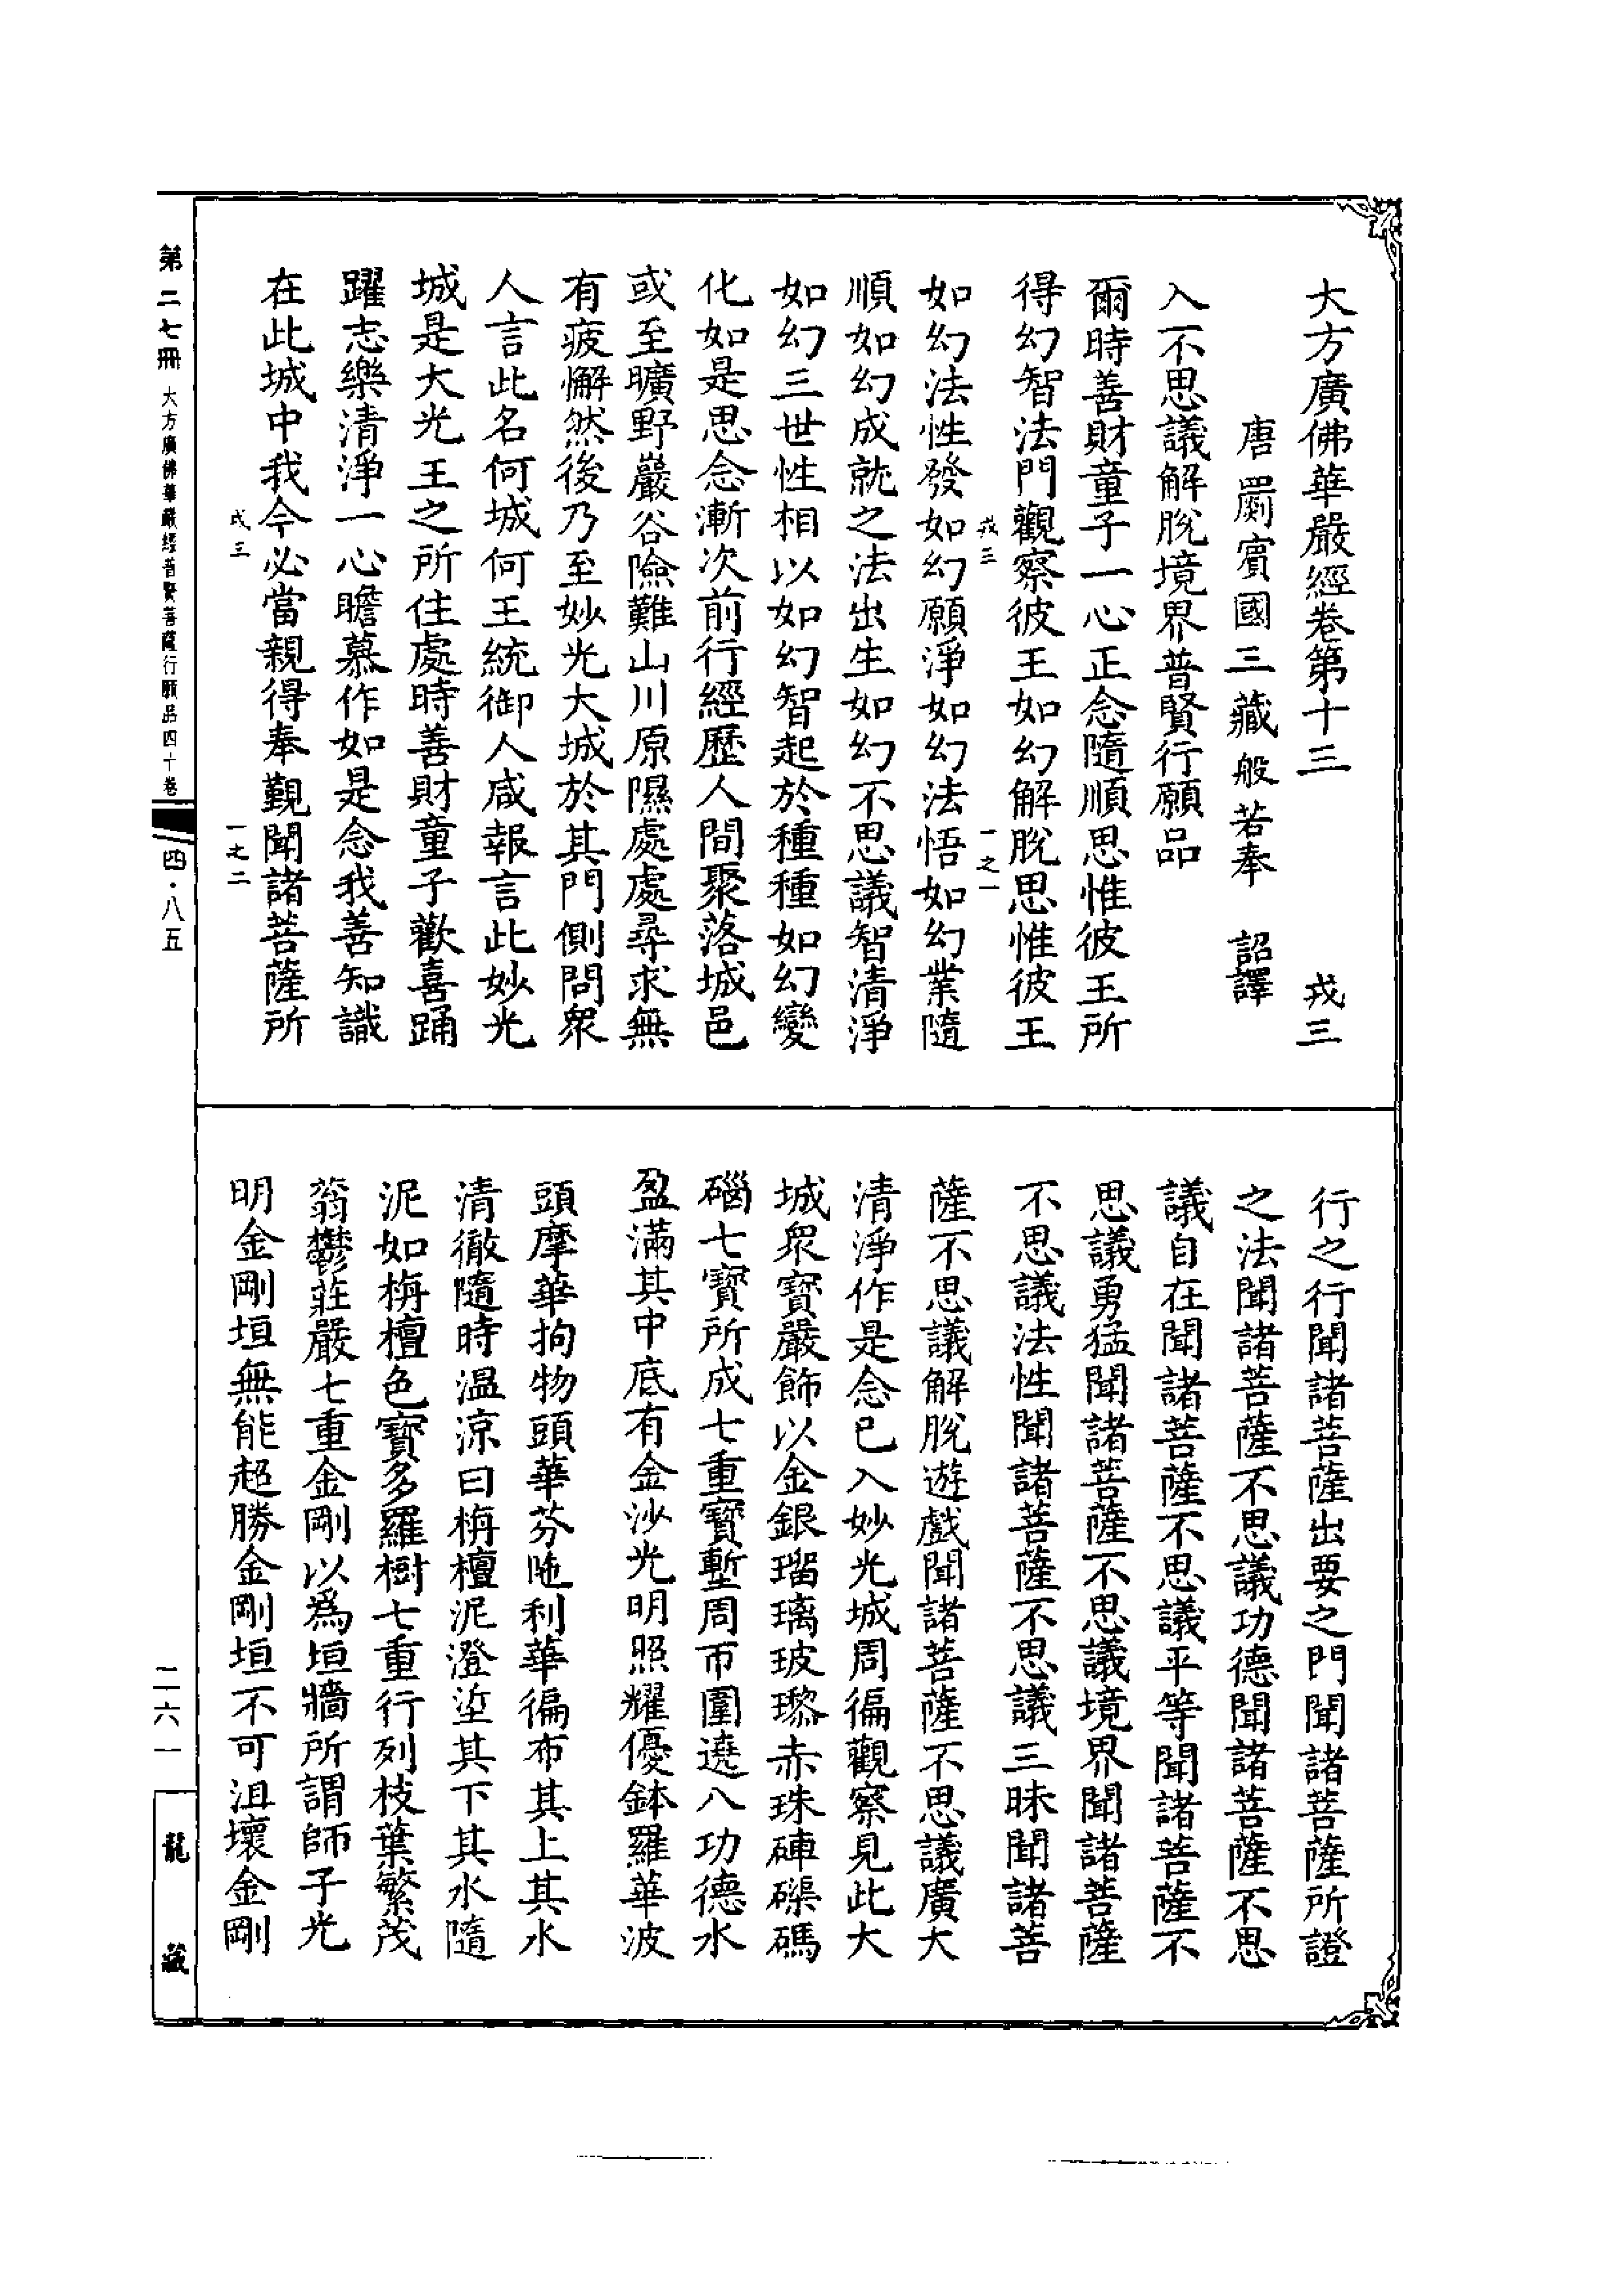 大方廣佛華嚴經卷第十三　戎三
唐罽賓國三藏般若奉　詔譯
入不思議解脫境界普賢行願品
爾時善財童子一心正念隨順思惟彼王所
得幻智法門觀察彼王如幻解脫思惟彼王
戎三　一之一
如幻法性發如幻願淨如幻法悟如幻業隨
順如幻成就之法出生如幻不思議智清淨
如幻三世性相以如幻智起於種種如幻變
化如是思念漸次前行經歷人間聚落城邑
或至曠野巖谷險難山川原隰處處尋求無
有疲懈然後乃至妙光大城於其門側問眾
人言此名何城何王統御人咸報言此妙光
城是大光王之所住處時善財童子歡喜踊
躍志樂清淨一心瞻慕作如是念我善知識
在此城中我今必當親得奉覲聞諸菩薩所
戎三　一之二
行之行聞諸菩薩出要之門聞諸菩薩所證
之法聞諸菩薩不思議功德聞諸菩薩不思
議自在聞諸菩薩不思議平等聞諸菩薩不
思議勇猛聞諸菩薩不思議境界聞諸菩薩
不思議法性聞諸菩薩不思議三昧聞諸菩
薩不思議解脫遊戲聞諸菩薩不思議廣大
清淨作是念已入妙光城周徧觀察見此大
城眾寶嚴飾以金銀瑠璃玻瓈赤珠硨磲碼
碯七寶所成七重寶塹周帀圍遶八功德水
盈滿其中底有金沙光明照耀優鉢羅華波
頭摩華拘物頭華芬陁利華徧布其上其水
清徹隨時溫涼曰栴檀泥澄埿其下其水隨
泥如栴檀色寶多羅樹七重行列枝葉繁茂
蓊鬱莊嚴七重金剛以為垣牆所謂師子光
明金剛垣無能超勝金剛垣不可沮壞金剛
第二七冊　大方廣佛華嚴經普賢菩薩行願品四十卷　四·八五
二六一　龍藏